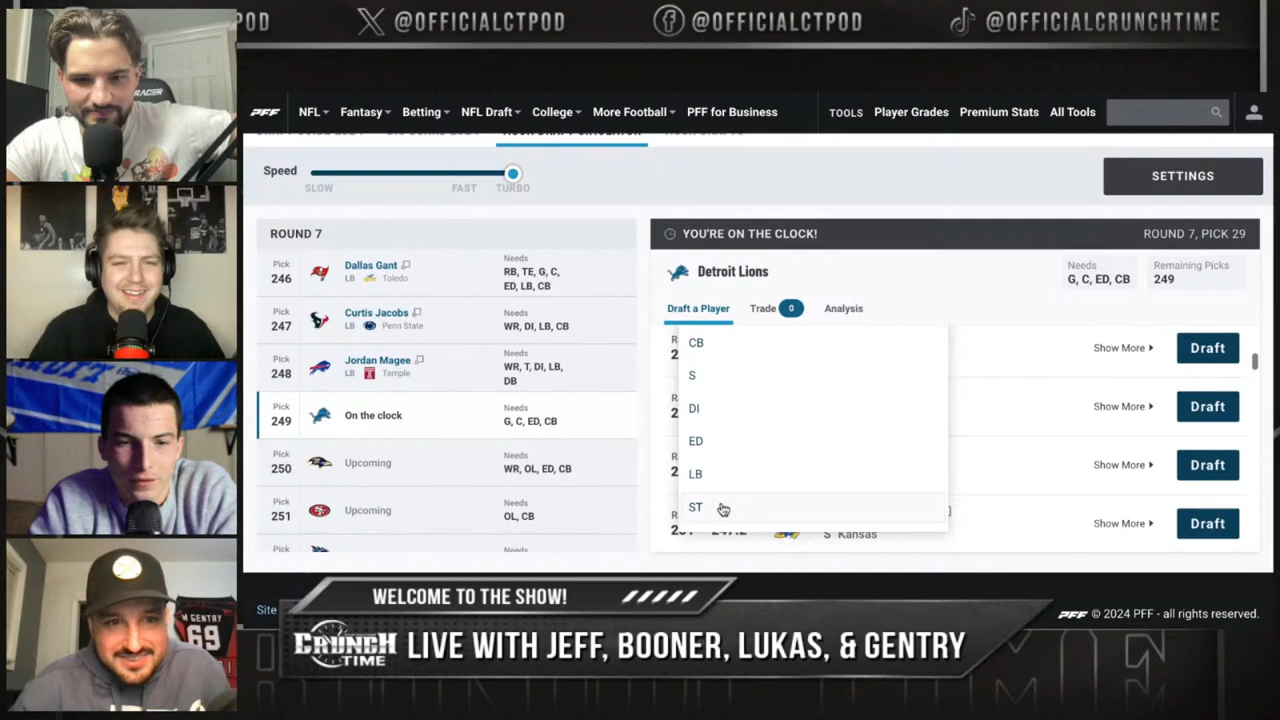 POD
@OFFICIALCTPOD
@OFFICIALCTPOD
@OFFICIALCRUNCHTIME
PFF
NFL
Fantasy
Betting
NFL Draft
College
More Football
PFF for Business
TOOLS
Player Grades
Premium Stats
All Tools
Speed
SLOW
FAST
TURBO
SETTINGS
ROUND 7
Pick
246
Dallas Gant
LB
Toledo
Needs
RB, TE, G, C,
ED, LB, CB
Pick
247
Curtis Jacobs
LB
Penn State
Needs
WR, DI, LB, CB
Pick
248
Jordan Magee
LB
Temple
Needs
WR, T, DI, LB,
DB
Pick
249
On the clock
Needs
G, C, ED, CB
Pick
250
Upcoming
Needs
WR, OL, ED, CB
Pick
251
Upcoming
Needs
OL, CB
Pick
Needs
YOU'RE ON THE CLOCK!
ROUND 7, PICK 29
Detroit Lions
Needs
G, C, ED, CB
Remaining Picks
249
Draft a Player
Trade
0
Analysis
CB
S
DI
ED
LB
ST
Show More
Draft
Show More
Draft
Show More
Draft
Show More
Draft
S Kansas
Site
PFF © 2024 PFF - all rights reserved.
RACER
M GENTRY
69
WELCOME TO THE SHOW!
CRUNCH
TIME
LIVE WITH JEFF, BOONER, LUKAS, & GENTRY